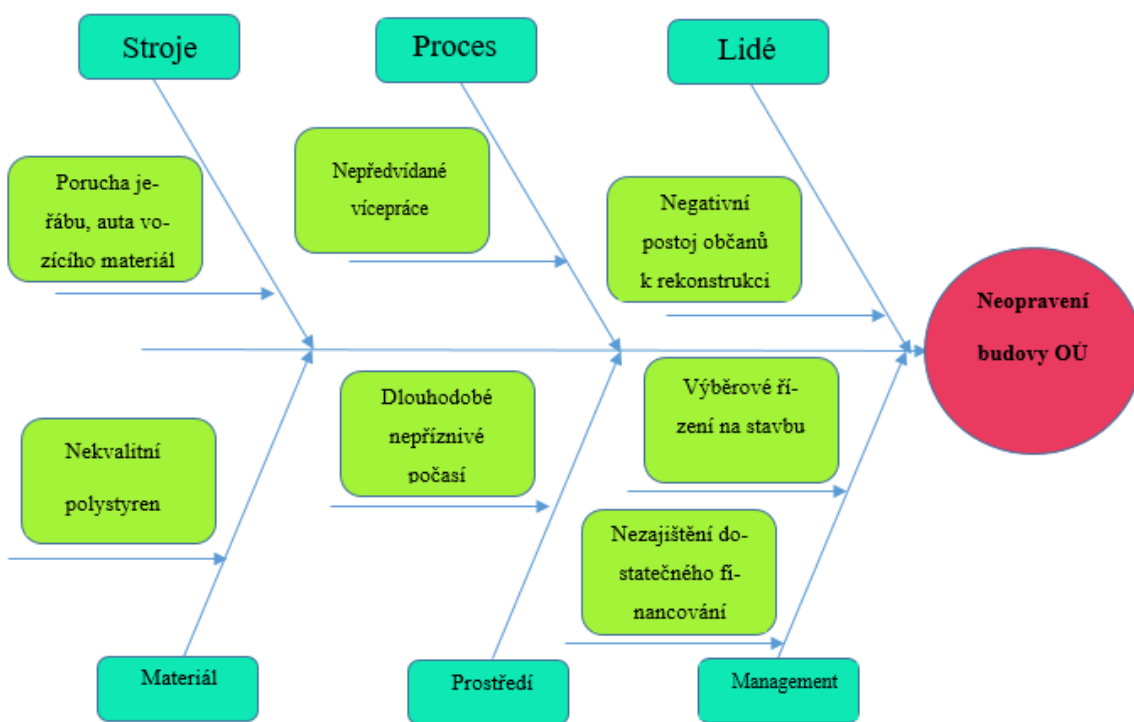 Stroje
Proces
Lidé
Porucha je-
řábu, auta vo-
zícího materiál
Nepředvídané
vícepráce
Negativní
postoj občanů
k rekonstrukci
Neopravení
budovy OÚ
Nekvalitní
polystyren
Dlouhodobé
nepříznivé
počasí
Výběrové ří-
zení na stavbu
Nezajištění do-
statečného fi-
nancování
Materiál
Prostředí
Management